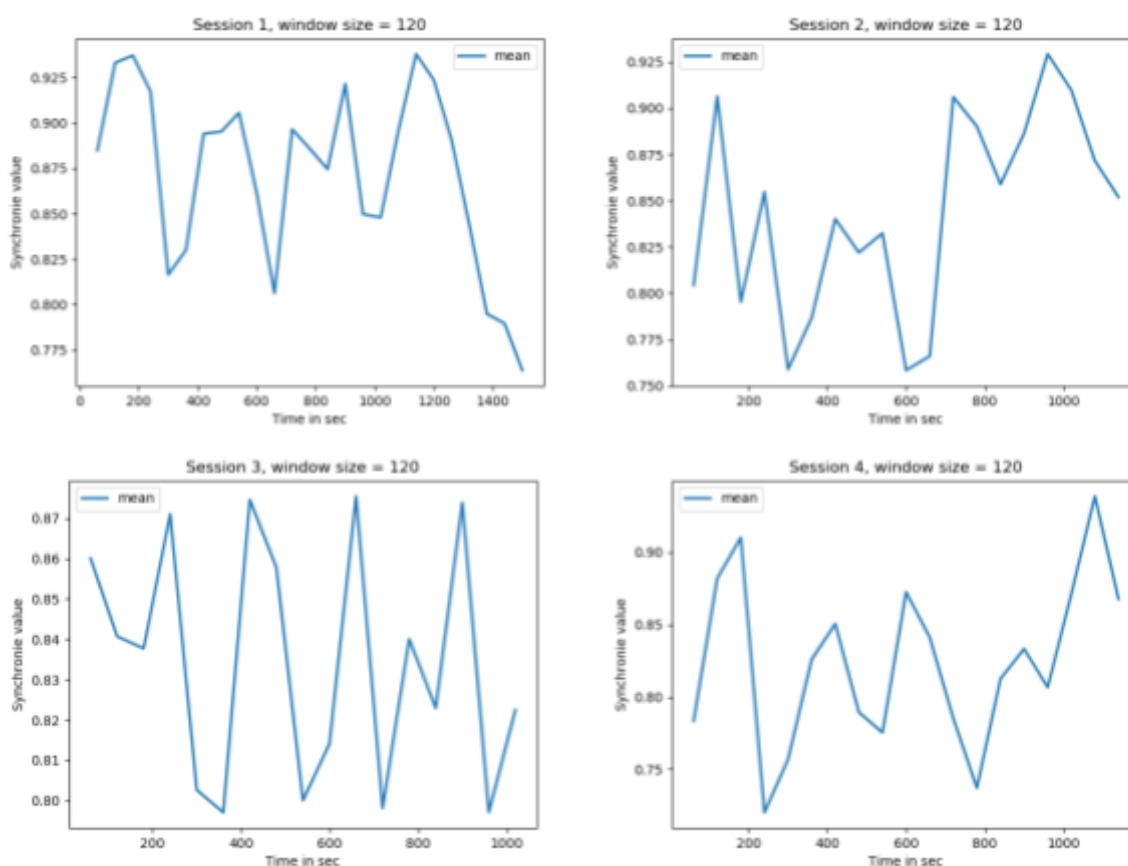 Session 1, window size = 120
mean
Synchronie value
0.925
0.900
0.875
0.850
0.825
0.800
0.775
0 200 400 600 800 1000 1200 1400
Time in sec
Session 2, window size = 120
mean
Synchronie value
0.925
0.900
0.875
0.850
0.825
0.800
0.775
0.750
200 400 600 800 1000
Time in sec
Session 3, window size = 120
mean
Synchronie value
0.87
0.86
0.85
0.84
0.83
0.82
0.81
0.80
200 400 600 800 1000
Time in sec
Session 4, window size = 120
mean
Synchronie value
0.90
0.85
0.80
0.75
200 400 600 800 1000
Time in sec